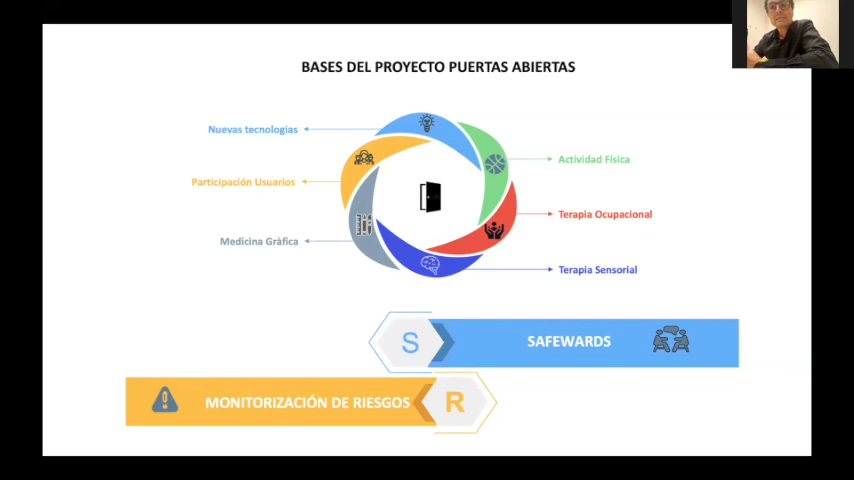 BASES DEL PROYECTO PUERTAS ABIERTAS
Nuevas tecnologías
Actividad Física
Participación Usuarios
Terapia Ocupacional
Medicina Gràfica
Terapia Sensorial
S
SAFEWARDS
MONITORIZACIÓN DE RIESGOS
R